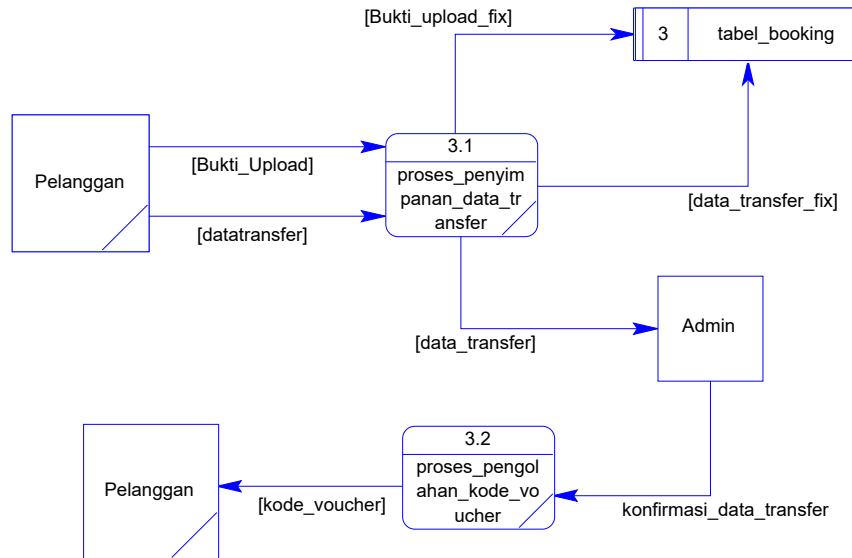 [Bukti_upload_fix]
3
tabel_booking
Pelanggan
[Bukti_Upload]
[datatransfer]
3.1
proses_penyim
panan_data_tr
ansfer
[data_transfer_fix]
[data_transfer]
Admin
Pelanggan
[kode_voucher]
3.2
proses_pengol
ahan_kode_vo
ucher
konfirmasi_data_transfer